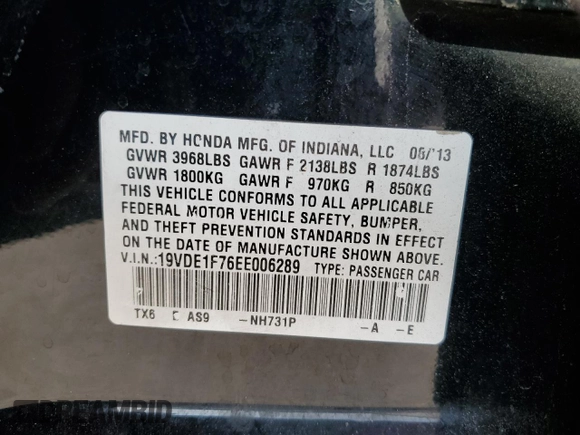 MFD. BY HONDA MFG. OF INDIANA, LLC 06/13
GVWR 3968LBS GAWR F 2138LBS R 1874LBS
GVWR 1800KG GAWR F 970KG R 850KG
THIS VEHICLE CONFORMS TO ALL APPLICABLE
FEDERAL MOTOR VEHICLE SAFETY, BUMPER,
AND THEFT PREVENTION STANDARDS IN EFFECT
ON THE DATE OF MANUFACTURE SHOWN ABOVE.
V.I.N.:19VDE1F76EE006289 TYPE: PASSENGER CAR
TX6 AS9 -NH731P -A -E
DREAMBID